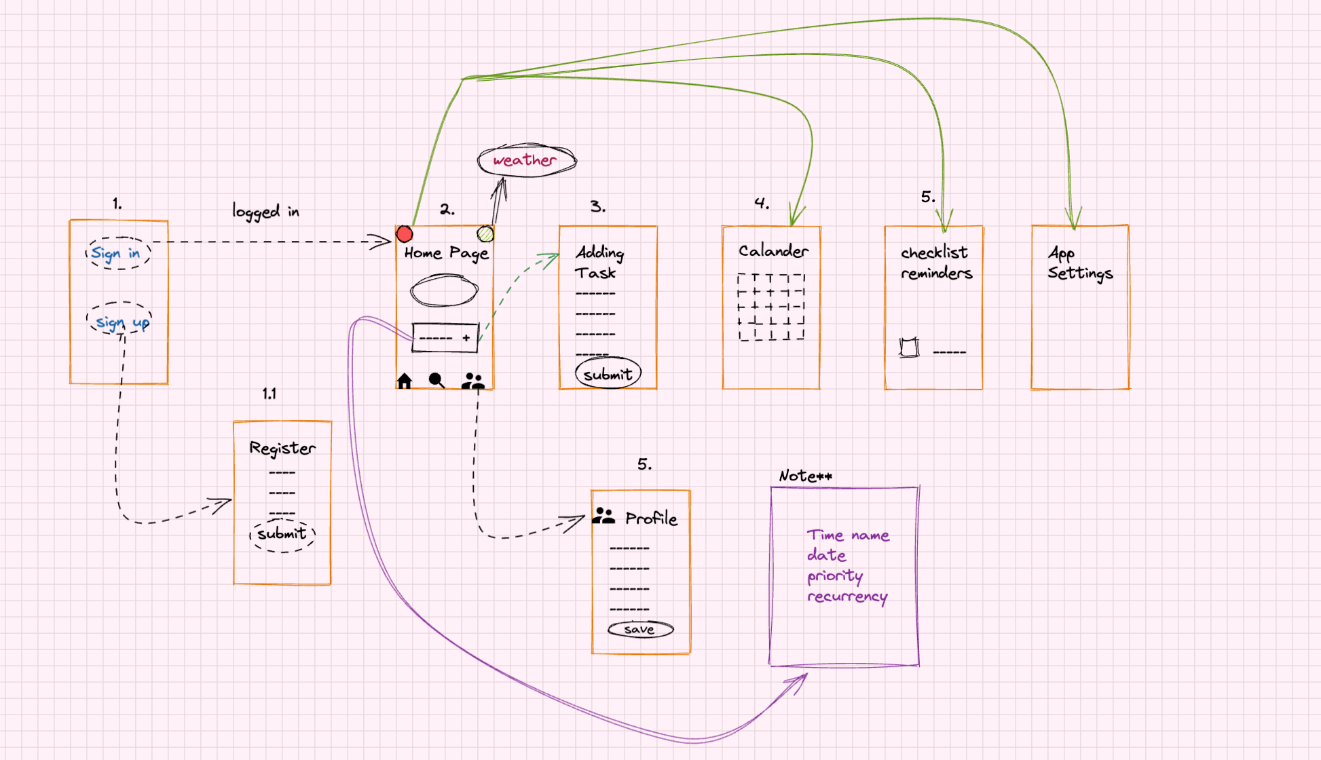 1.
Sign in
Sign up
logged in
1.1
Register
----
----
----
submit
weather
2.
Home Page
------ +
3.
Adding
Task
------
------
------
-----
submit
4.
Calander
5.
checklist
reminders
-----
App
Settings
5.
Profile
------
------
------
------
save
Note**
Time name
date
priority
recurrency